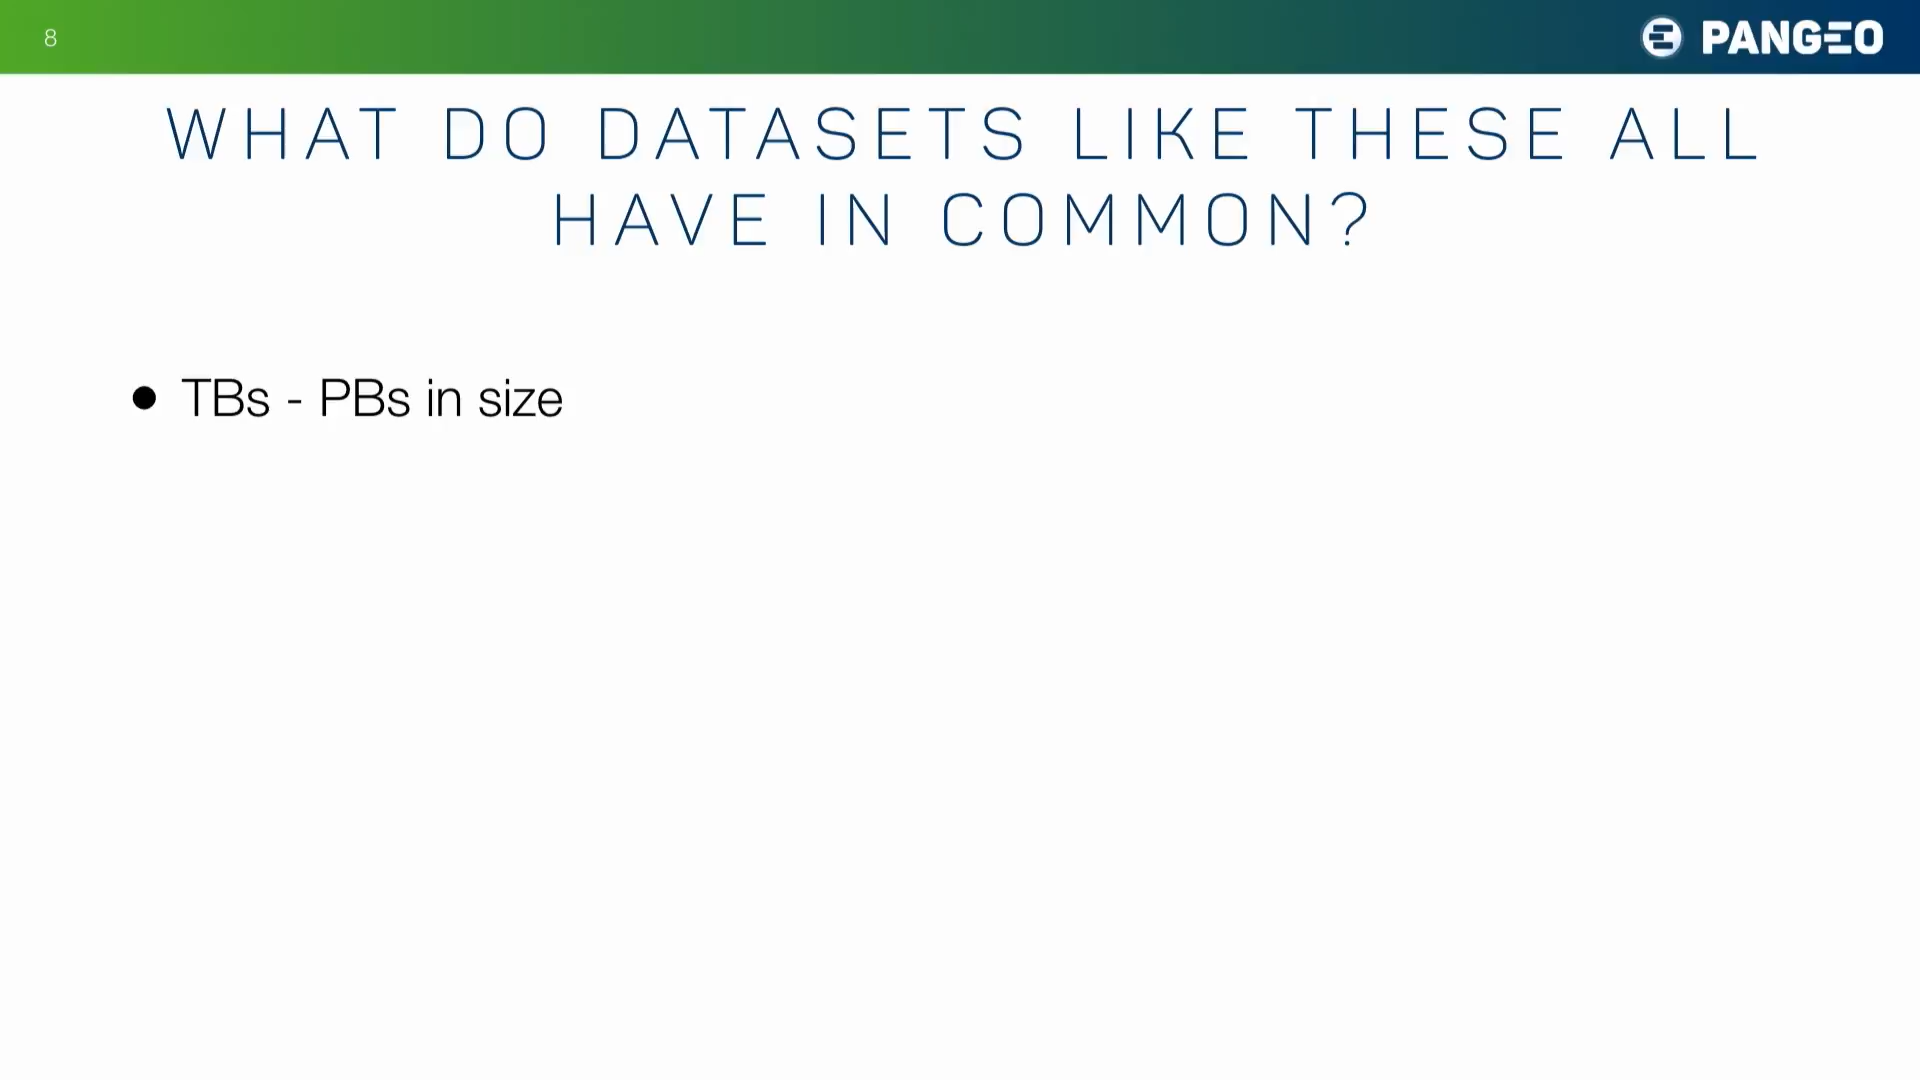 8
PANGEO
WHAT DO DATASETS LIKE THESE ALL
HAVE IN COMMON?
● TBs - PBs in size